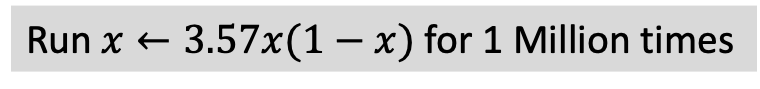 Run x ← 3.57x(1 − x) for 1 Million times